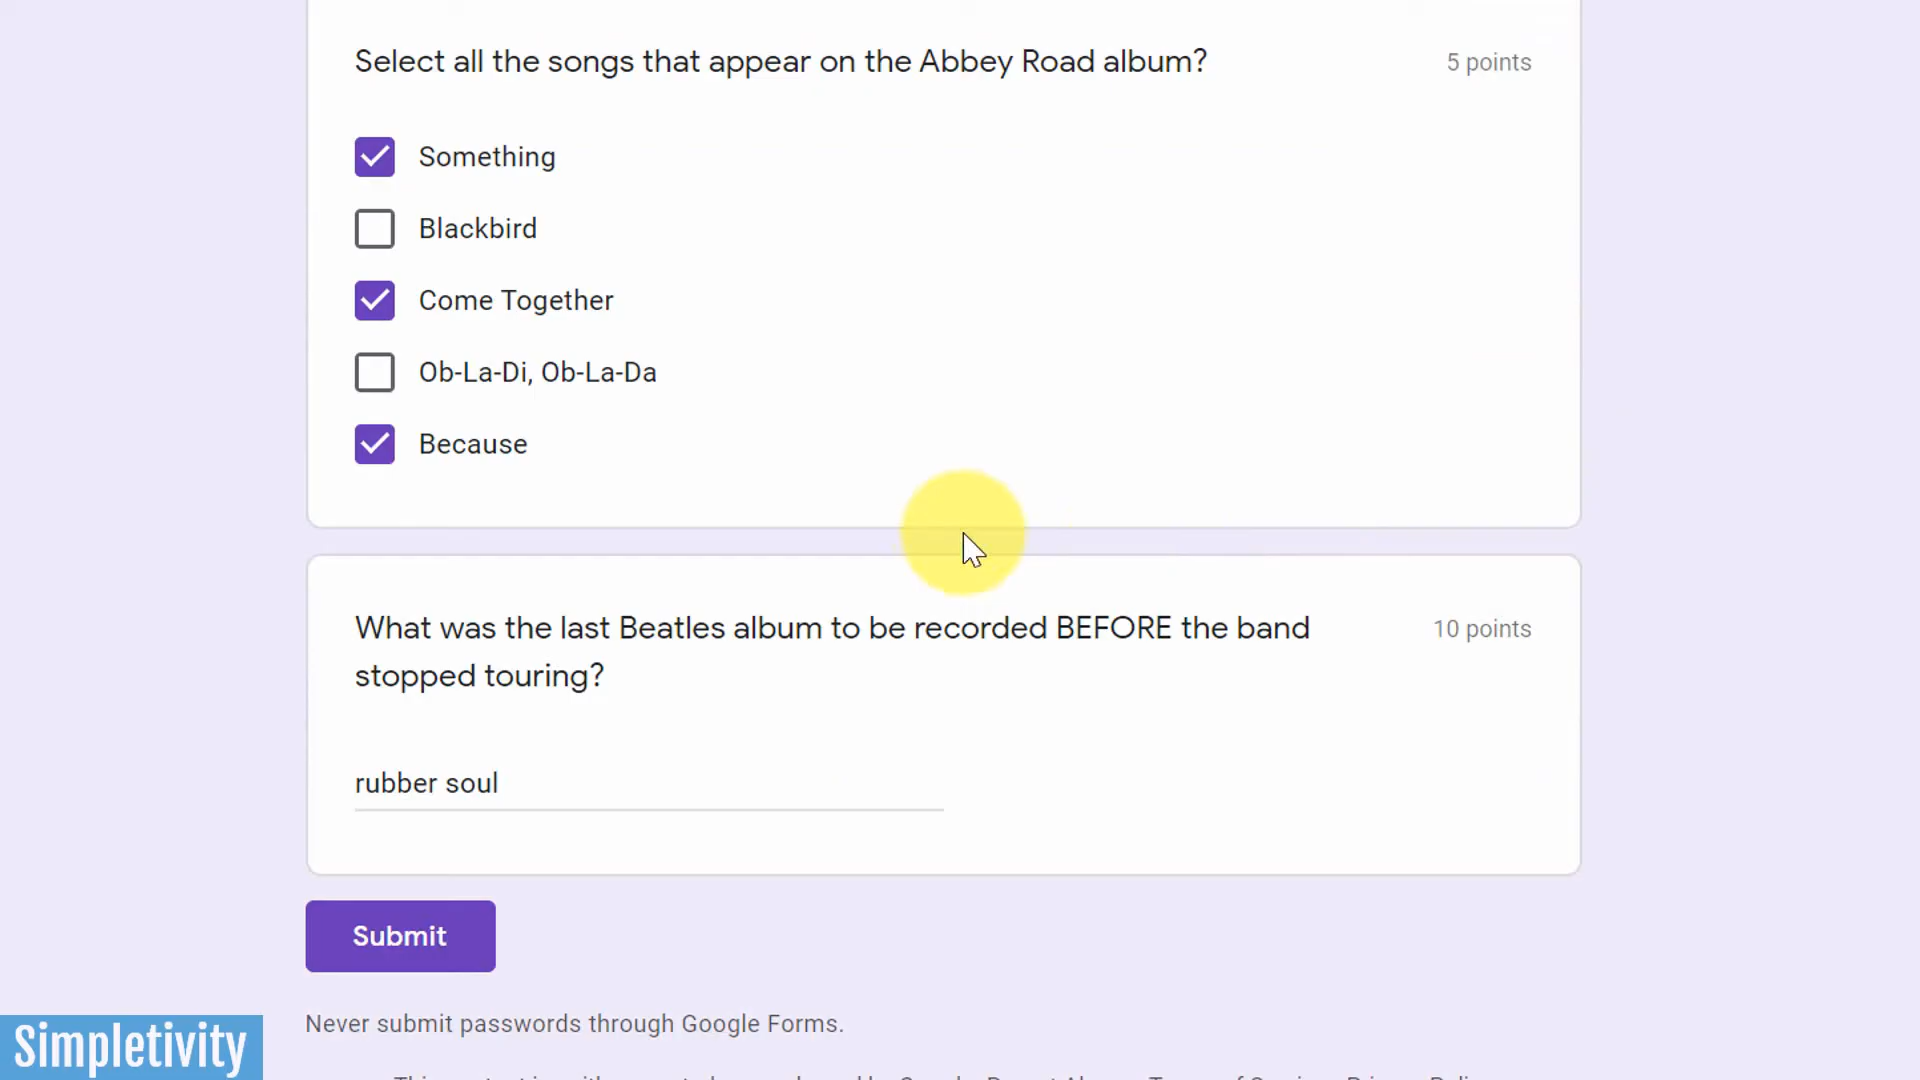 Select all the songs that appear on the Abbey Road album?
5 points
Something
Blackbird
Come Together
Ob-La-Di, Ob-La-Da
Because
What was the last Beatles album to be recorded BEFORE the band
stopped touring?
10 points
rubber soul
Submit
Never submit passwords through Google Forms.
Simpletivity